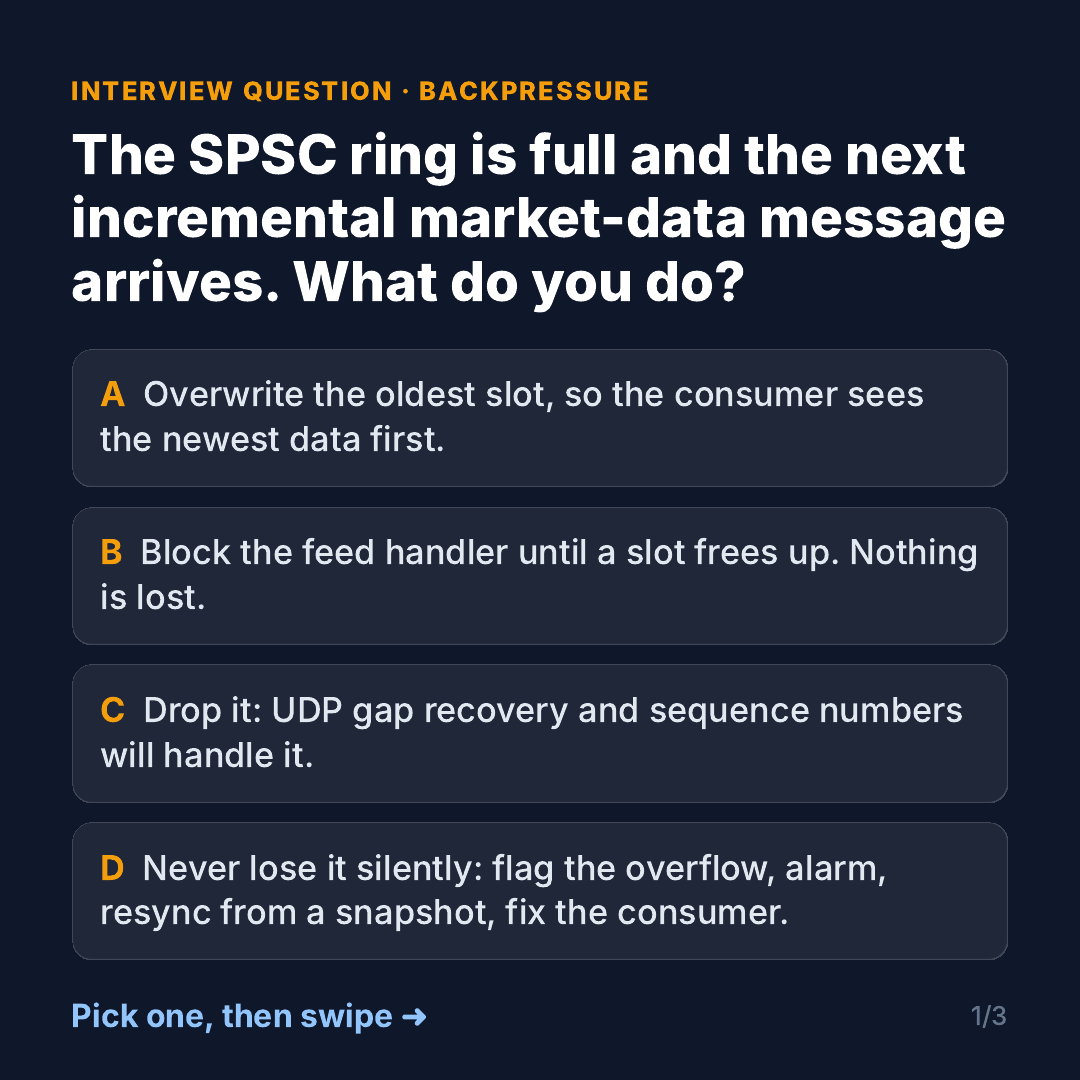 INTERVIEW QUESTION · BACKPRESSURE
The SPSC ring is full and the next
incremental market-data message
arrives. What do you do?
A Overwrite the oldest slot, so the consumer sees
the newest data first.
B Block the feed handler until a slot frees up. Nothing
is lost.
C Drop it: UDP gap recovery and sequence numbers
will handle it.
D Never lose it silently: flag the overflow, alarm,
resync from a snapshot, fix the consumer.
Pick one, then swipe ➜
1/3